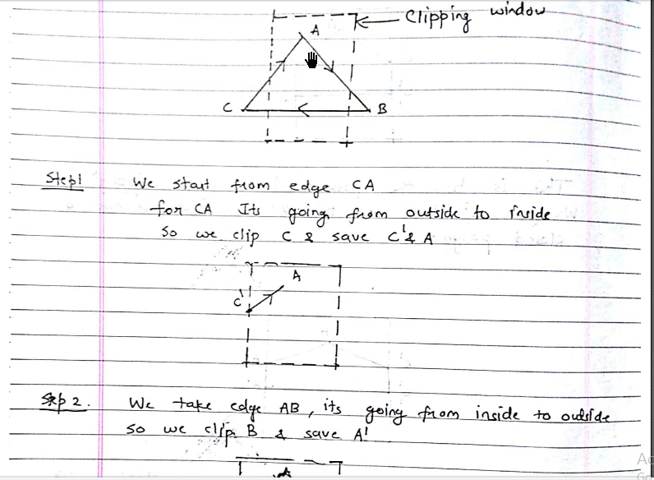 Clipping window
A
C B
Step1 We start from edge CA
for CA Its going from outside to inside
So we clip C & save C'& A
A
C'
Step 2. We take edge AB, its going from inside to outside
so we clip B & save A'
A